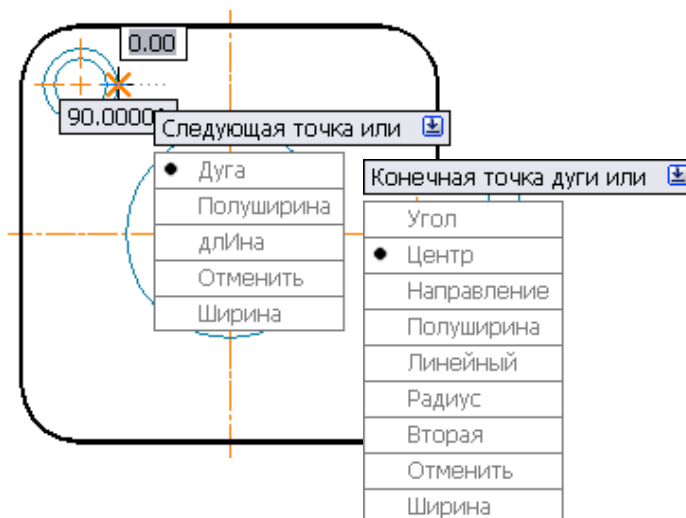 0.00
90.0000°
Следующая точка или
Дуга
Полуширина
длИна
Отменить
Ширина
Конечная точка дуги или
Угол
Центр
Направление
Полуширина
Линейный
Радиус
Вторая
Отменить
Ширина